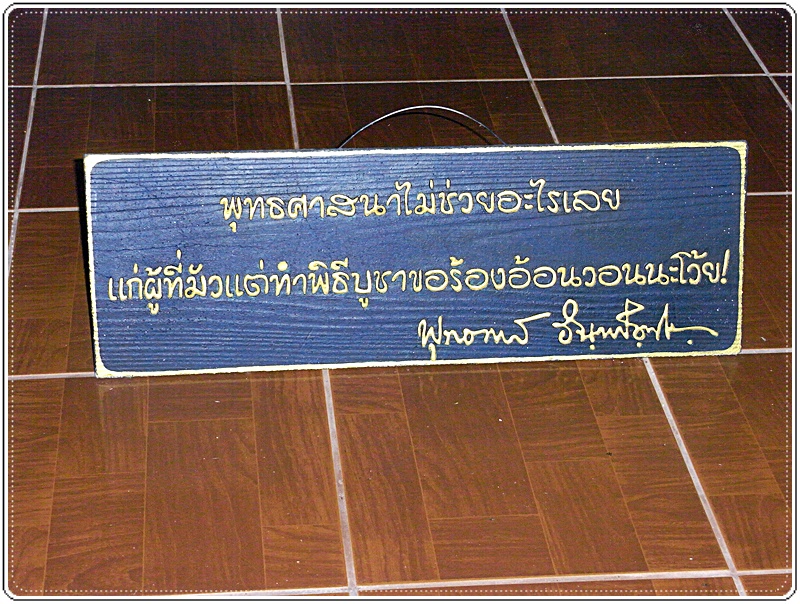 พุทธศาสนาไม่ช่วยอะไรเลย
แก่ผู้ที่มัวแต่ทำพิธีบูชาขอร้องอ้อนวอนนะโว้ย!
พุทธทาส อินฺทปญฺโญ